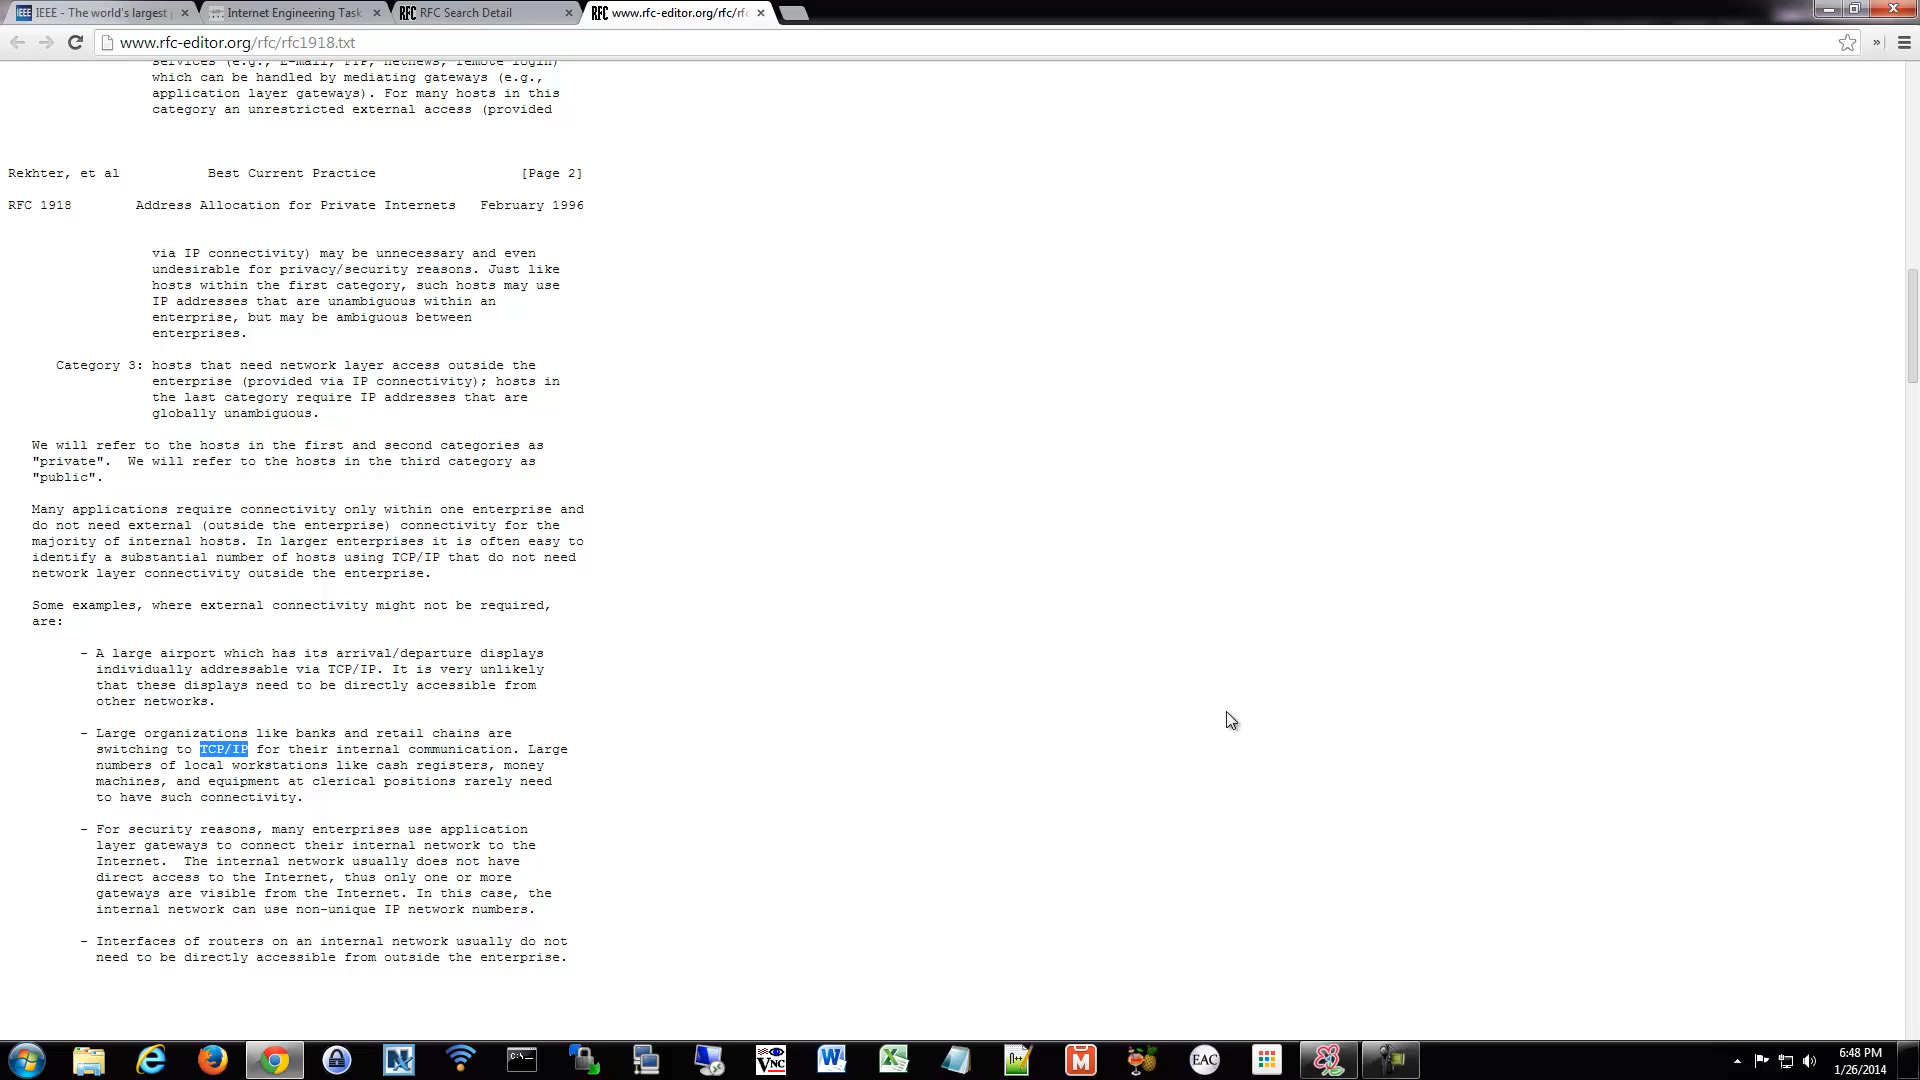 IEEE - The world's largest
Internet Engineering Task
RFC Search Detail
www.rfc-editor.org/rfc/rf
www.rfc-editor.org/rfc/rfc1918.txt
services (e.g., E-mail, FTP, netnews, remote login)
which can be handled by mediating gateways (e.g.,
application layer gateways). For many hosts in this
category an unrestricted external access (provided
Rekhter, et al Best Current Practice [Page 2]
RFC 1918 Address Allocation for Private Internets February 1996
via IP connectivity) may be unnecessary and even
undesirable for privacy/security reasons. Just like
hosts within the first category, such hosts may use
IP addresses that are unambiguous within an
enterprise, but may be ambiguous between
enterprises.
Category 3: hosts that need network layer access outside the
enterprise (provided via IP connectivity); hosts in
the last category require IP addresses that are
globally unambiguous.
We will refer to the hosts in the first and second categories as
"private". We will refer to the hosts in the third category as
"public".
Many applications require connectivity only within one enterprise and
do not need external (outside the enterprise) connectivity for the
majority of internal hosts. In larger enterprises it is often easy to
identify a substantial number of hosts using TCP/IP that do not need
network layer connectivity outside the enterprise.
Some examples, where external connectivity might not be required,
are:
- A large airport which has its arrival/departure displays
individually addressable via TCP/IP. It is very unlikely
that these displays need to be directly accessible from
other networks.
- Large organizations like banks and retail chains are
switching to TCP/IP for their internal communication. Large
numbers of local workstations like cash registers, money
machines, and equipment at clerical positions rarely need
to have such connectivity.
- For security reasons, many enterprises use application
layer gateways to connect their internal network to the
Internet. The internal network usually does not have
direct access to the Internet, thus only one or more
gateways are visible from the Internet. In this case, the
internal network can use non-unique IP network numbers.
- Interfaces of routers on an internal network usually do not
need to be directly accessible from outside the enterprise.
VNC
EAC
6:48 PM
1/26/2014